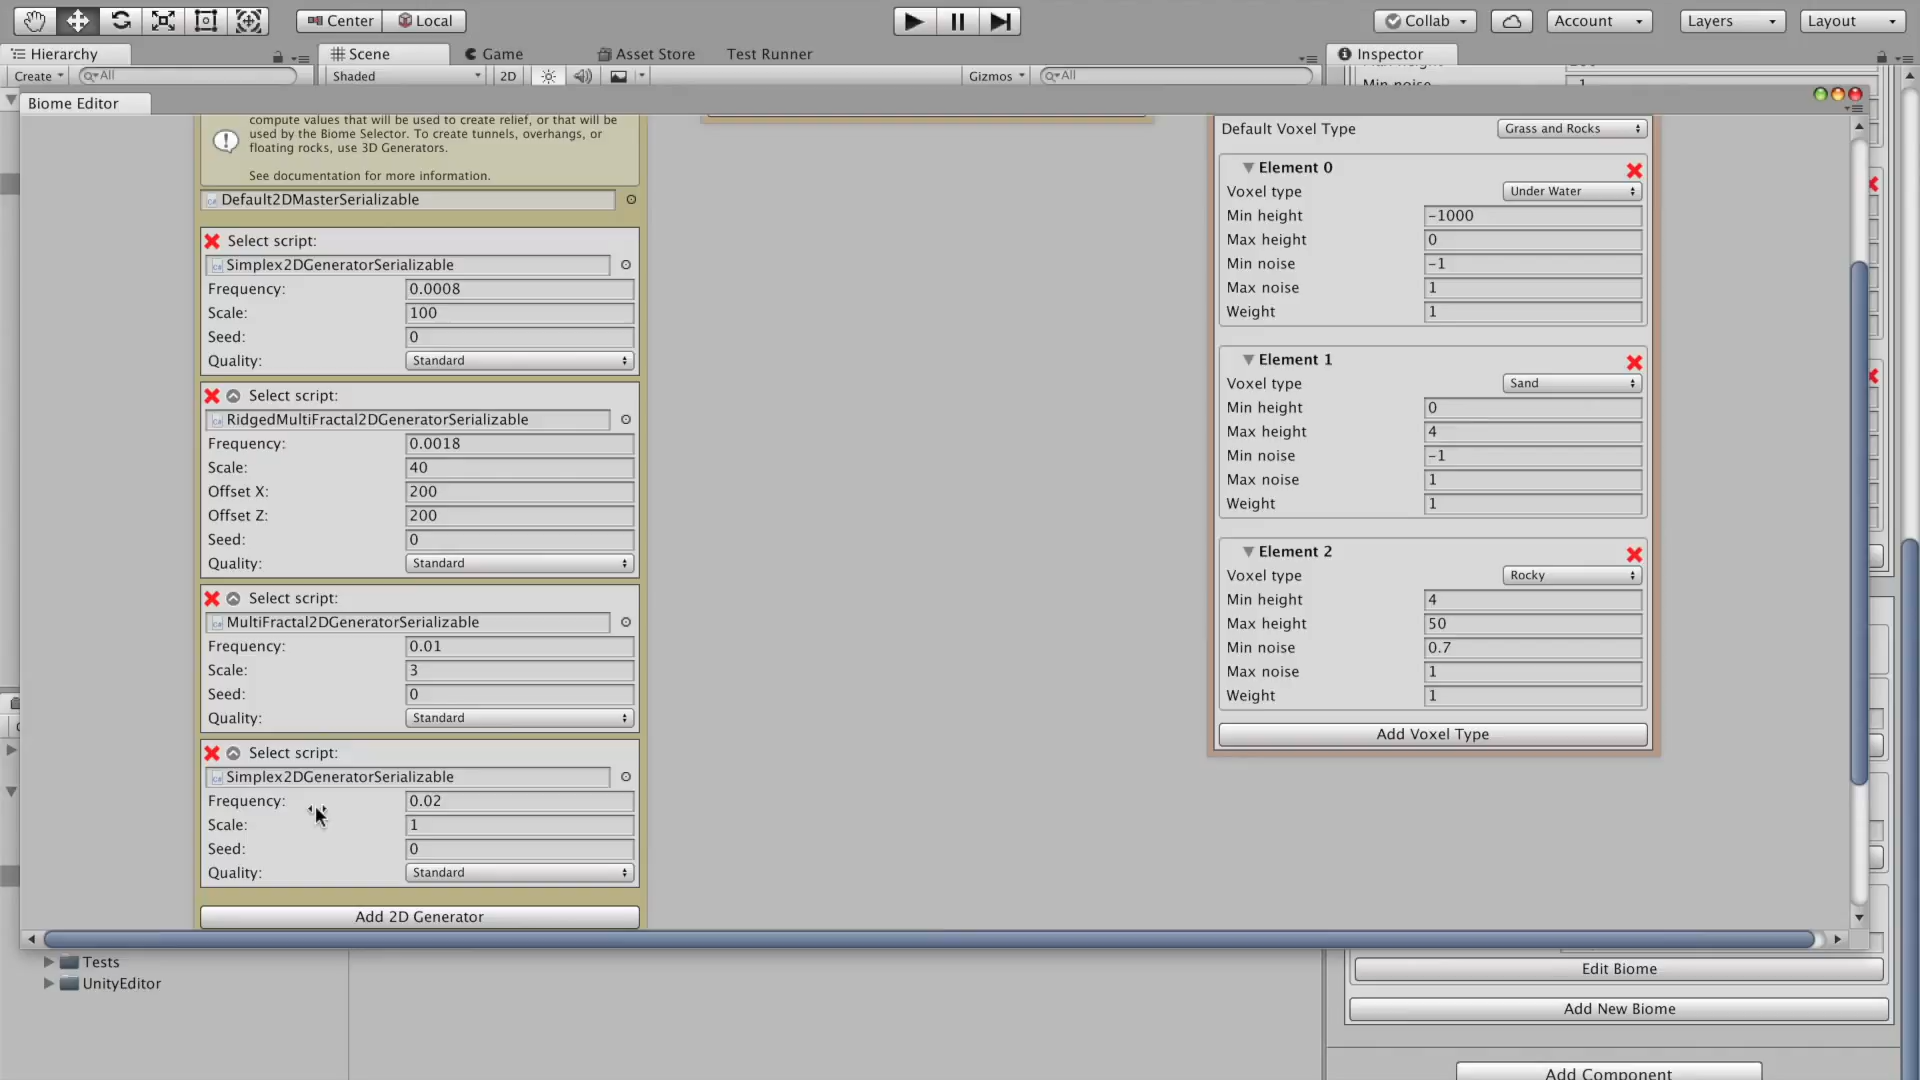 Center
Local
Collab
Account
Layers
Layout
Hierarchy
Scene
Game
Asset Store
Test Runner
Inspector
Create
All
Shaded
2D
Gizmos
All
Min noise
Biome Editor
compute values that will be used to create relief, or that will be
used by the Biome Selector. To create tunnels, overhangs, or
floating rocks, use 3D Generators.
See documentation for more information.
Default2DMasterSerializable
Select script:
Simplex2DGeneratorSerializable
Frequency: 0.0008
Scale: 100
Seed: 0
Quality: Standard
Select script:
RidgedMultiFractal2DGeneratorSerializable
Frequency: 0.0018
Scale: 40
Offset X: 200
Offset Z: 200
Seed: 0
Quality: Standard
Select script:
MultiFractal2DGeneratorSerializable
Frequency: 0.01
Scale: 3
Seed: 0
Quality: Standard
Select script:
Simplex2DGeneratorSerializable
Frequency: 0.02
Scale: 1
Seed: 0
Quality: Standard
Add 2D Generator
Default Voxel Type Grass and Rocks
Element 0
Voxel type Under Water
Min height -1000
Max height 0
Min noise -1
Max noise 1
Weight 1
Element 1
Voxel type Sand
Min height 0
Max height 4
Min noise -1
Max noise 1
Weight 1
Element 2
Voxel type Rocky
Min height 4
Max height 50
Min noise 0.7
Max noise 1
Weight 1
Add Voxel Type
Tests
UnityEditor
Edit Biome
Add New Biome
Add Component